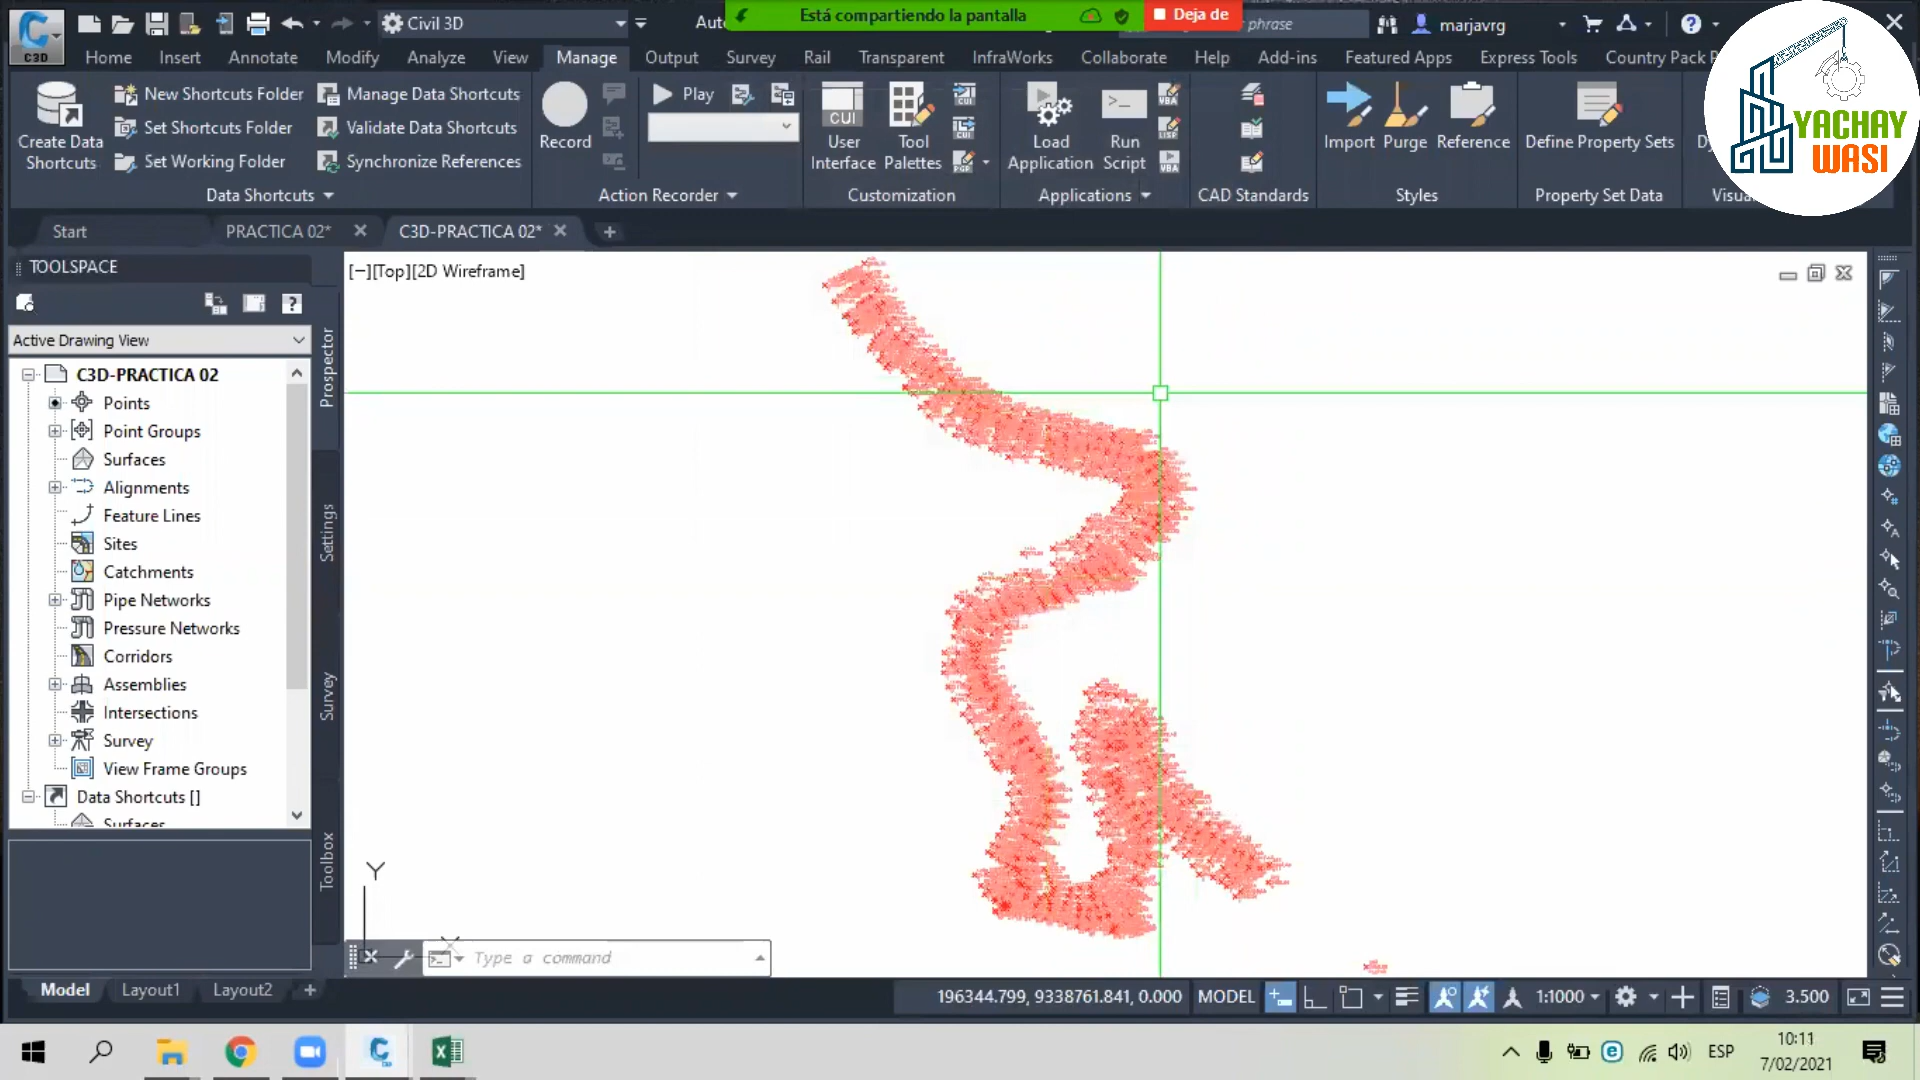 C3D
Civil 3D
Auto
Está compartiendo la pantalla
Deja de
phrase
marjavrg
Home
Insert
Annotate
Modify
Analyze
View
Manage
Output
Survey
Rail
Transparent
InfraWorks
Collaborate
Help
Add-ins
Featured Apps
Express Tools
Country Pack
YACHAY
WASI
Create Data
Shortcuts
New Shortcuts Folder
Set Shortcuts Folder
Set Working Folder
Manage Data Shortcuts
Validate Data Shortcuts
Synchronize References
Record
Play
CUI
User
Interface
Tool
Palettes
Load
Application
Run
Script
Import
Purge
Reference
Define Property Sets
Data Shortcuts
Action Recorder
Customization
Applications
CAD Standards
Styles
Property Set Data
Start
PRACTICA 02*
C3D-PRACTICA 02*
TOOLSPACE
Active Drawing View
C3D-PRACTICA 02
Points
Point Groups
Surfaces
Alignments
Feature Lines
Sites
Catchments
Pipe Networks
Pressure Networks
Corridors
Assemblies
Intersections
Survey
View Frame Groups
Data Shortcuts []
Surfaces
Prospector
Settings
Survey
Toolbox
[−][Top][2D Wireframe]
Y
X
Type a command
Model
Layout1
Layout2
196344.799, 9338761.841, 0.000
MODEL
1:1000
3.500
ESP
10:11
7/02/2021